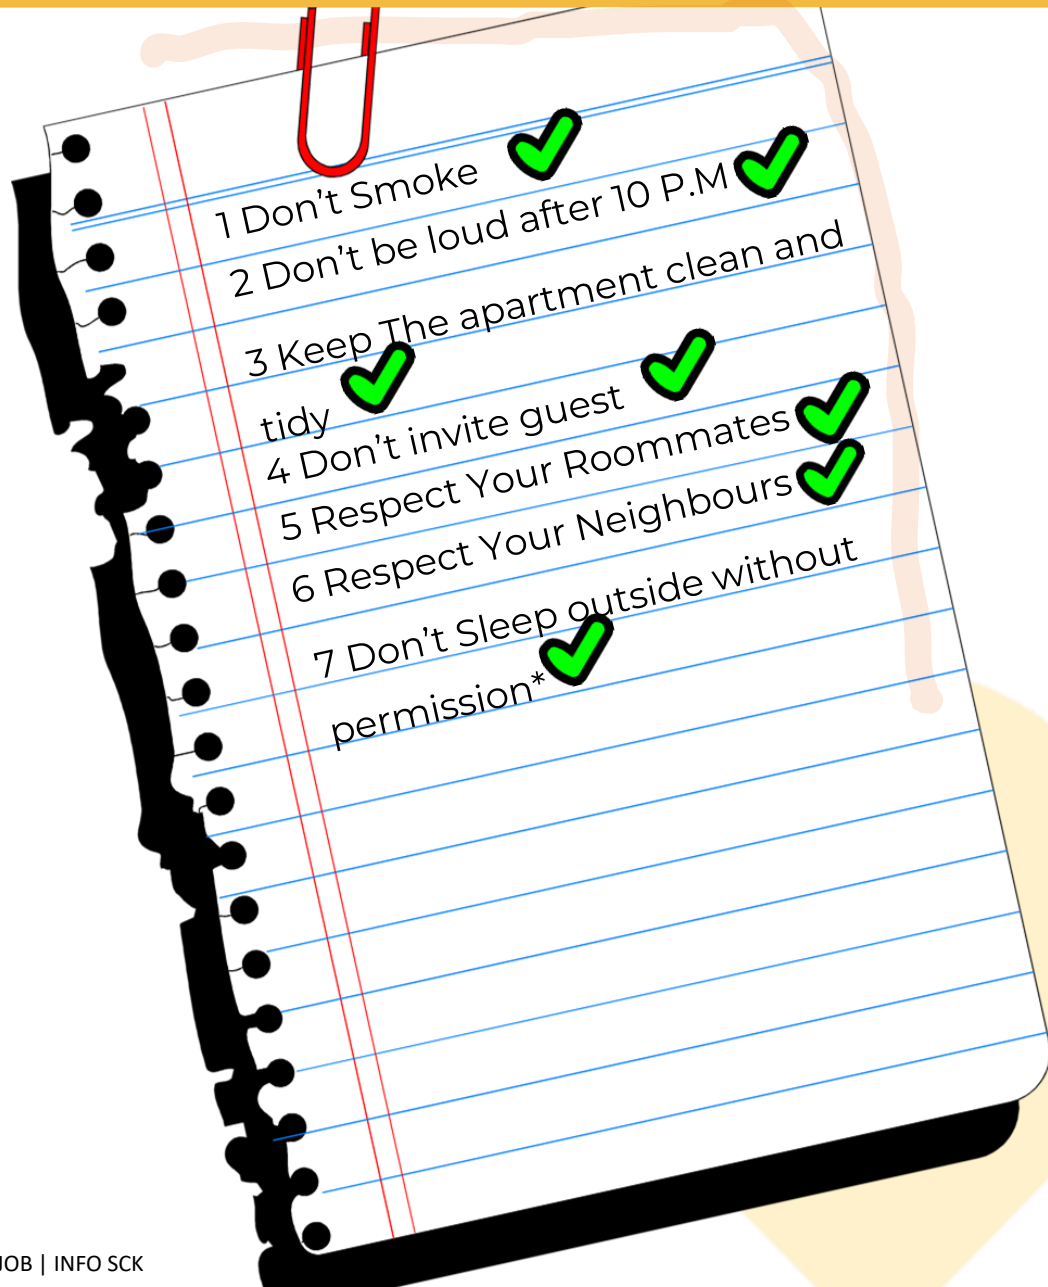 1 Don't Smoke
2 Don't be loud after 10 P.M
3 Keep The apartment clean and
tidy
4 Don't invite guest
5 Respect Your Roommates
6 Respect Your Neighbours
7 Don't Sleep outside without
permission*
JOB | INFO SCK